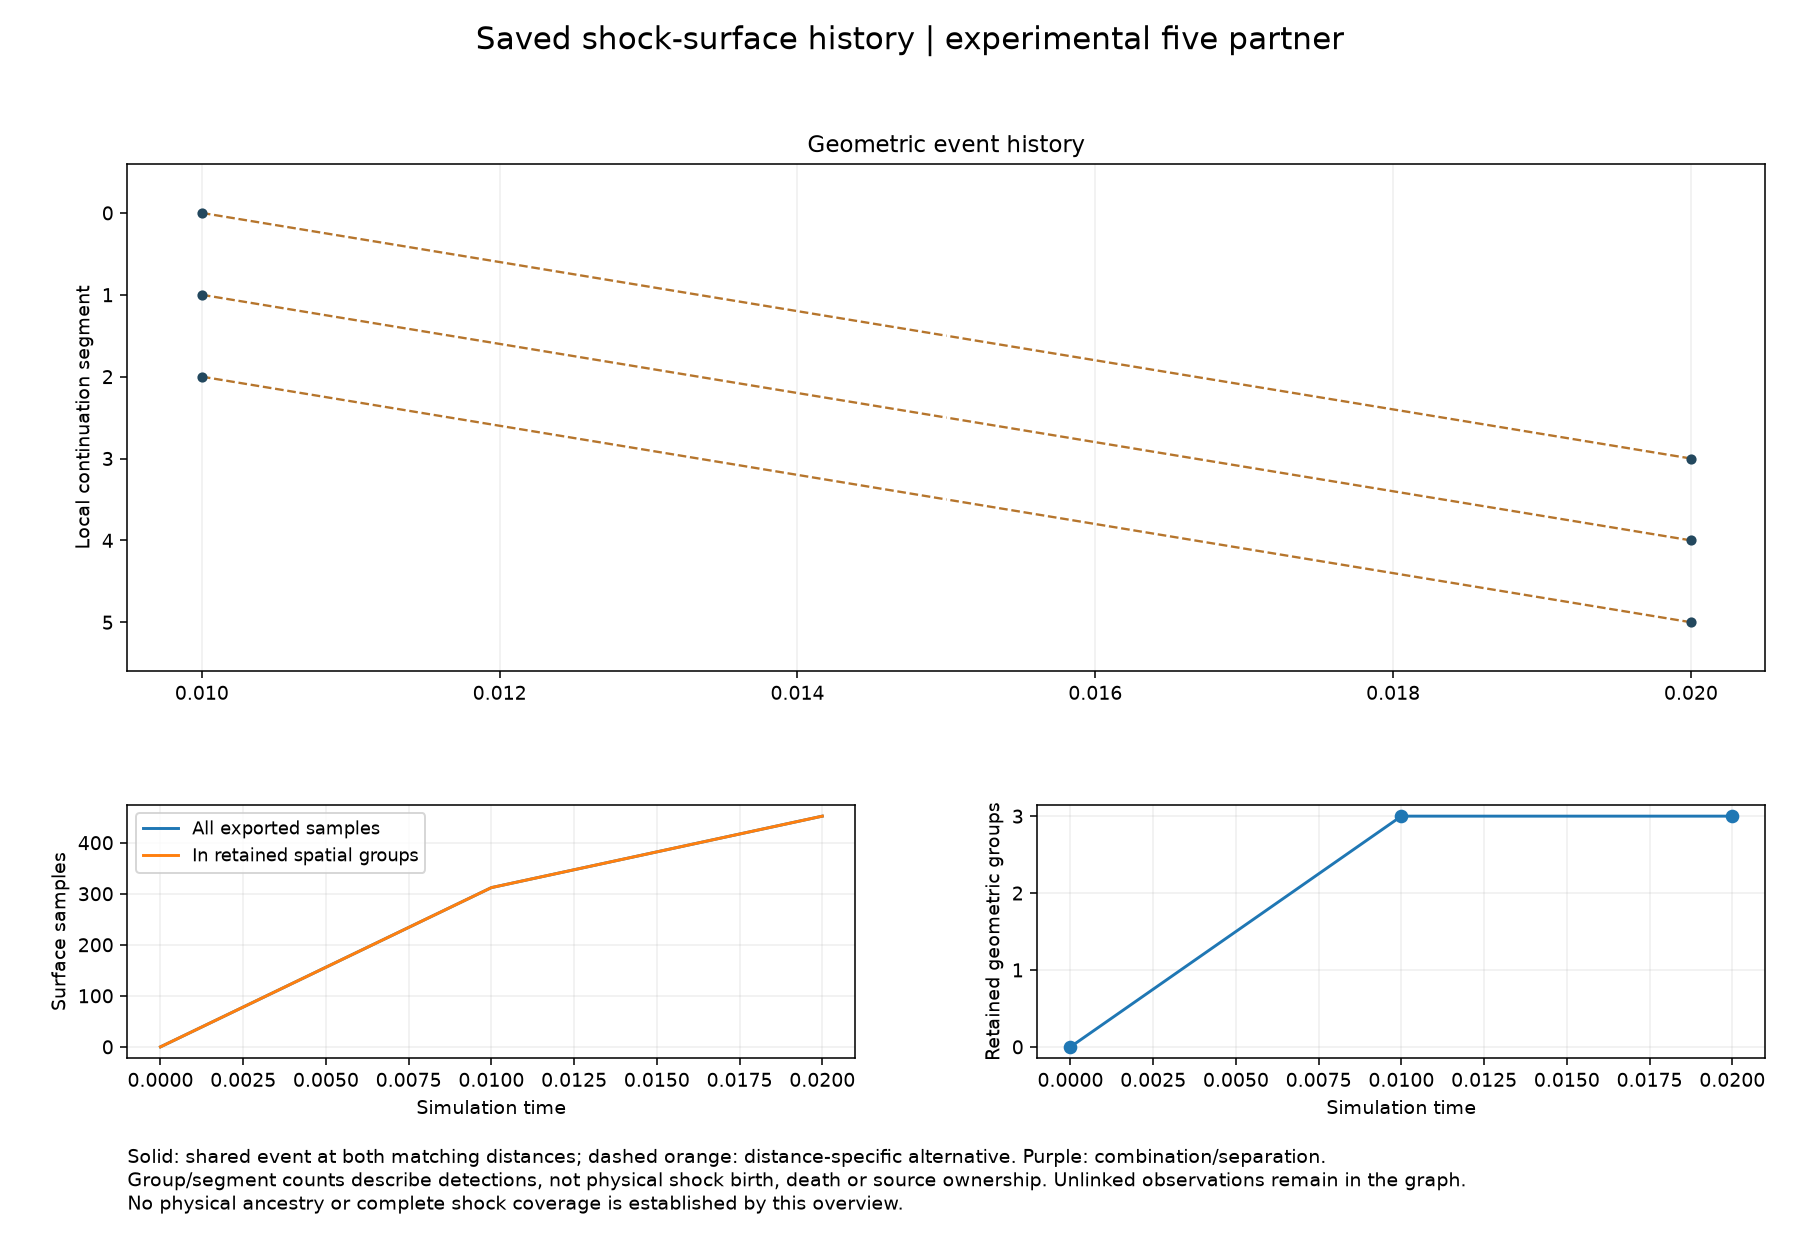 Saved shock-surface history | experimental five partner
Geometric event history
Local continuation segment
0
1
2
3
4
5
0.010 0.012 0.014 0.016 0.018 0.020
Surface samples
400
300
200
100
0
All exported samples
In retained spatial groups
0.0000 0.0025 0.0050 0.0075 0.0100 0.0125 0.0150 0.0175 0.0200
Simulation time
Retained geometric groups
3
2
1
0
0.0000 0.0025 0.0050 0.0075 0.0100 0.0125 0.0150 0.0175 0.0200
Simulation time
Solid: shared event at both matching distances; dashed orange: distance-specific alternative. Purple: combination/separation.
Group/segment counts describe detections, not physical shock birth, death or source ownership. Unlinked observations remain in the graph.
No physical ancestry or complete shock coverage is established by this overview.